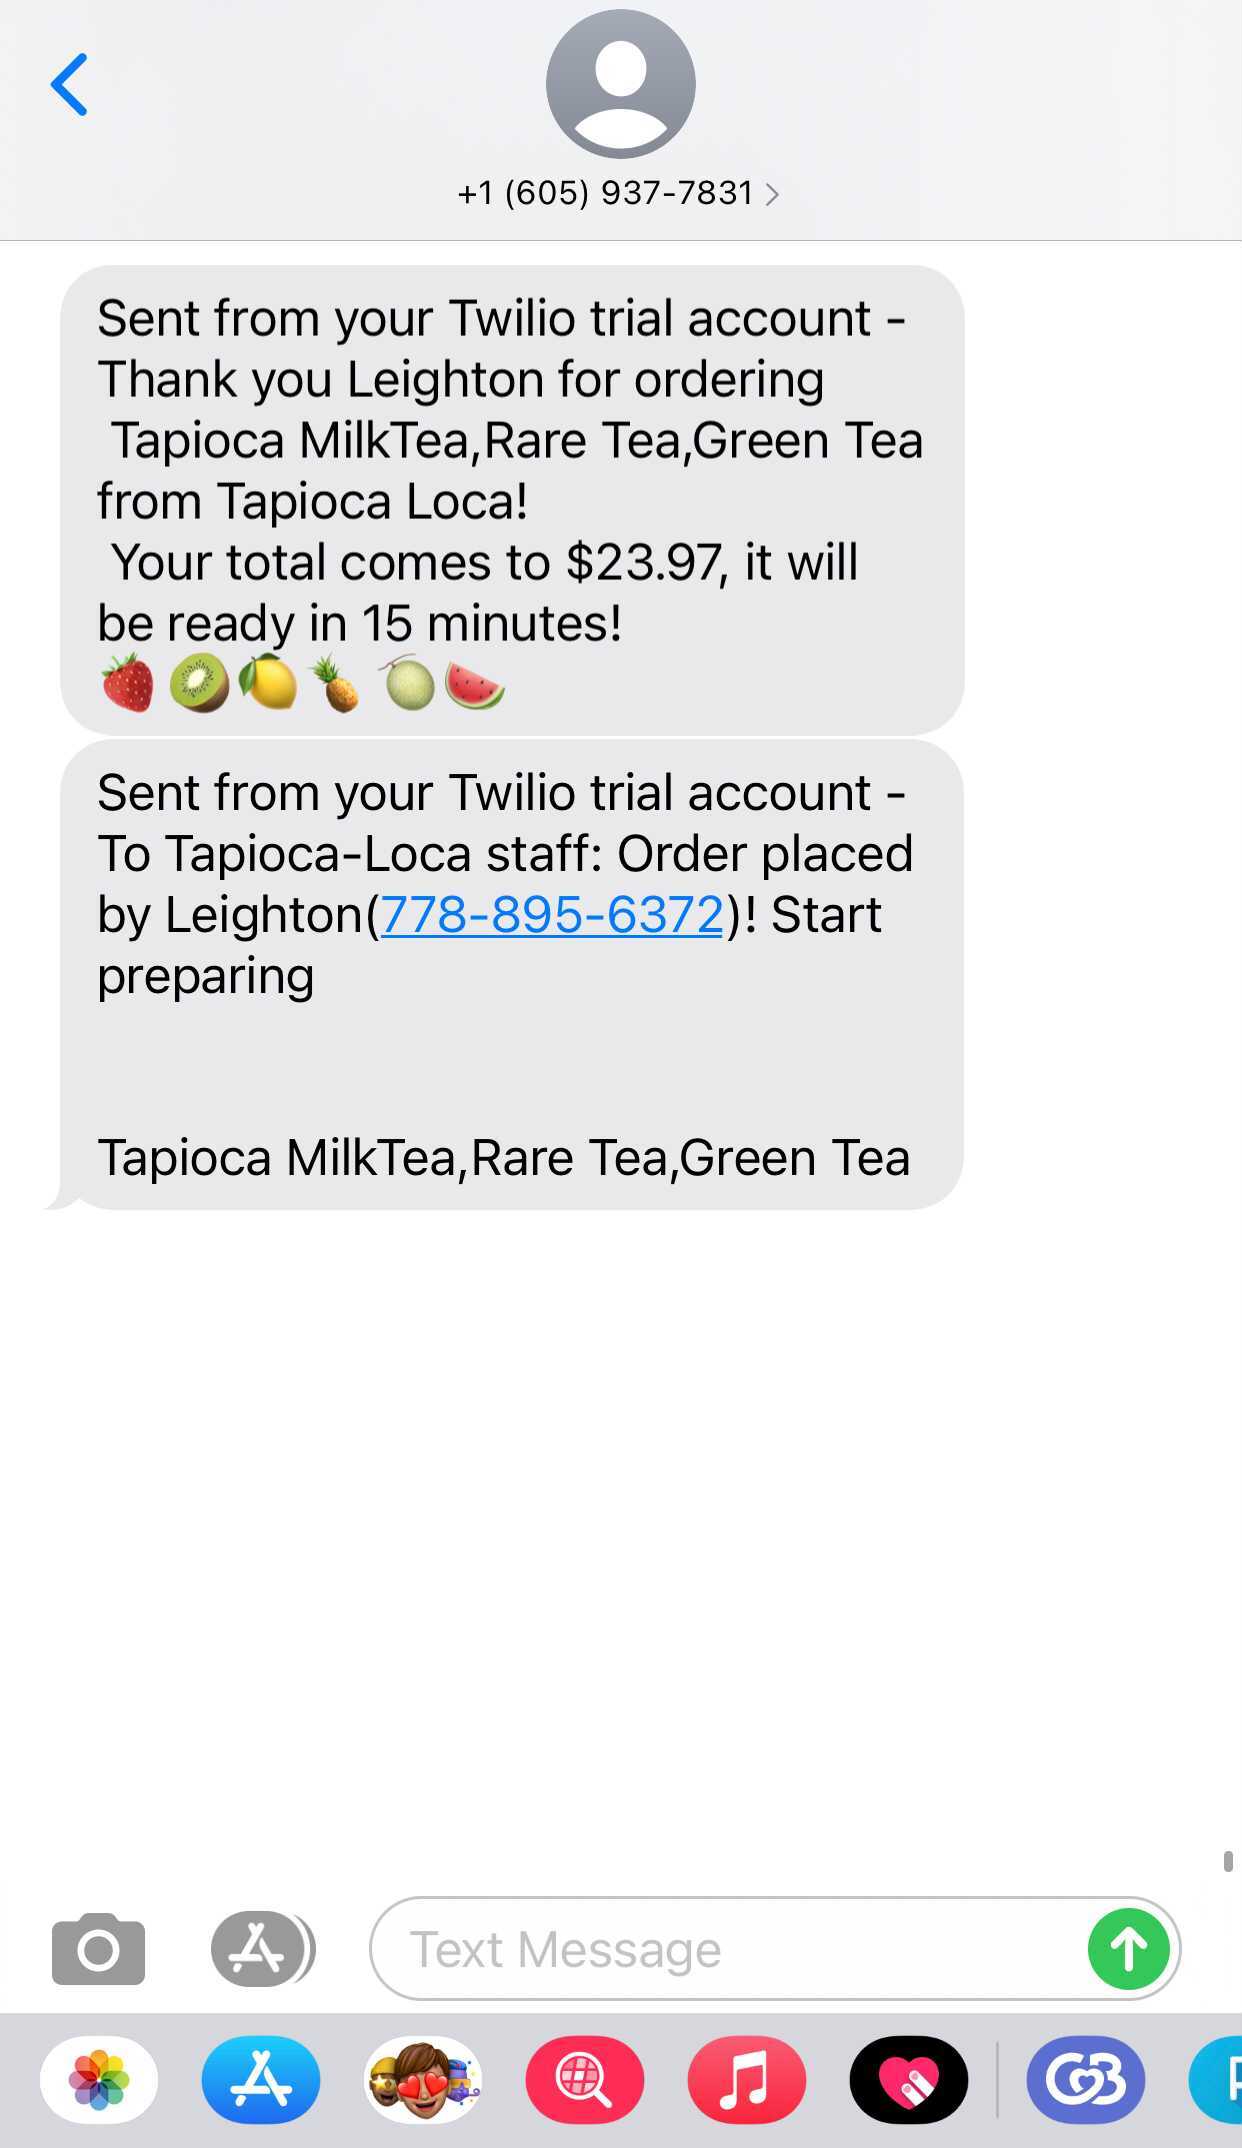 +1 (605) 937-7831
Sent from your Twilio trial account -
Thank you Leighton for ordering
Tapioca MilkTea,Rare Tea,Green Tea
from Tapioca Loca!
Your total comes to $23.97, it will
be ready in 15 minutes!
🍓🥝🍋🍍🍈🍉
Sent from your Twilio trial account -
To Tapioca-Loca staff: Order placed
by Leighton(778-895-6372)! Start
preparing
Tapioca MilkTea,Rare Tea,Green Tea
Text Message